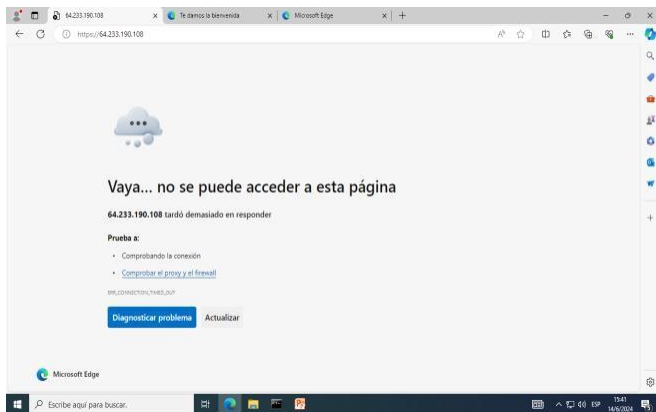 64.233.190.108
Te damos la bienvenida
Microsoft Edge
https://64.233.190.108
Vaya... no se puede acceder a esta página
64.233.190.108 tardó demasiado en responder
Prueba a:
• Comprobando la conexión
• Comprobar el proxy y el firewall
ERR_CONNECTION_TIMED_OUT
Diagnosticar problema
Actualizar
Microsoft Edge
Escribe aquí para buscar.
ESP
15:41
14/6/2024